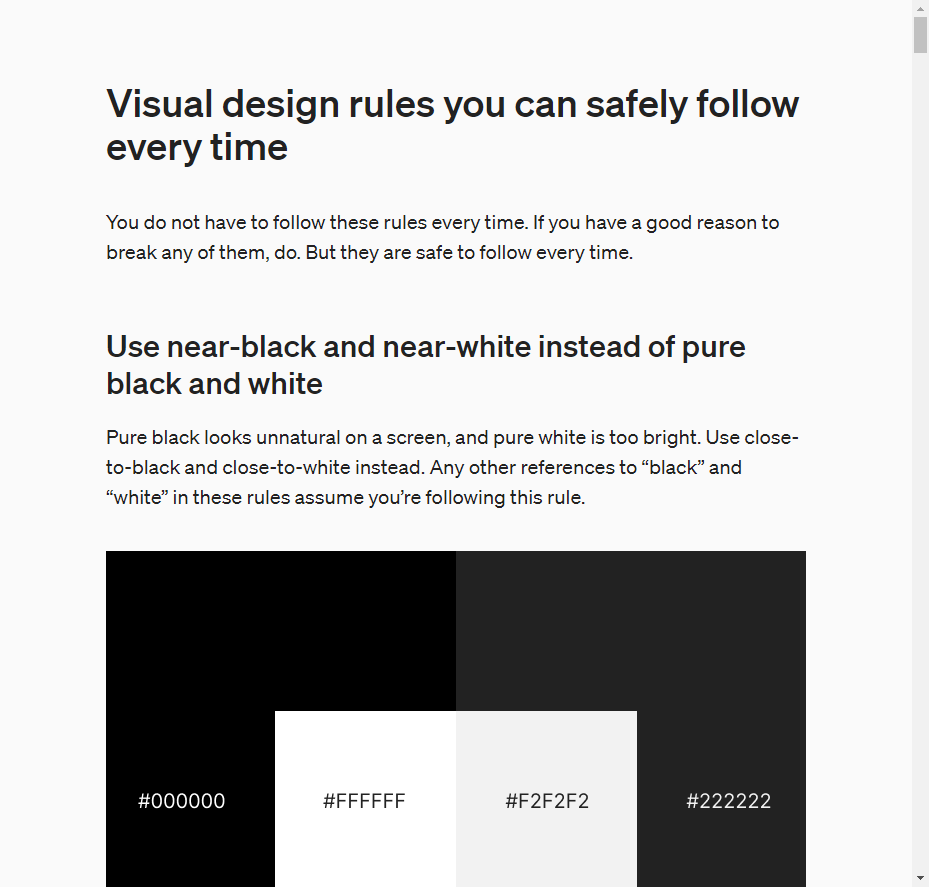 Visual design rules you can safely follow
every time
You do not have to follow these rules every time. If you have a good reason to
break any of them, do. But they are safe to follow every time.
Use near-black and near-white instead of pure
black and white
Pure black looks unnatural on a screen, and pure white is too bright. Use close-
to-black and close-to-white instead. Any other references to “black” and
“white” in these rules assume you’re following this rule.
#000000 #FFFFFF #F2F2F2 #222222